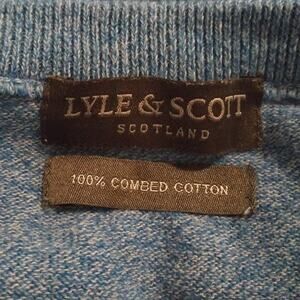 LYLE & SCOTT
SCOTLAND
100% COMBED COTTON